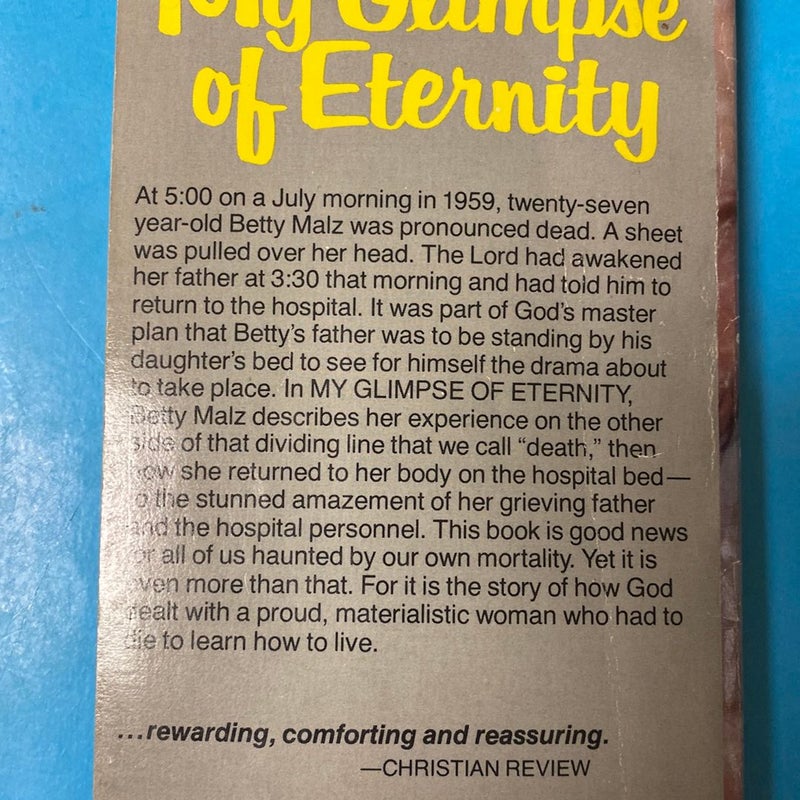 My Glimpse
of Eternity
At 5:00 on a July morning in 1959, twenty-seven
year-old Betty Malz was pronounced dead. A sheet
was pulled over her head. The Lord had awakened
her father at 3:30 that morning and had told him to
return to the hospital. It was part of God's master
plan that Betty's father was to be standing by his
daughter's bed to see for himself the drama about
to take place. In MY GLIMPSE OF ETERNITY,
Betty Malz describes her experience on the other
side of that dividing line that we call “death,” then
how she returned to her body on the hospital bed—
to the stunned amazement of her grieving father
and the hospital personnel. This book is good news
for all of us haunted by our own mortality. Yet it is
even more than that. For it is the story of how God
dealt with a proud, materialistic woman who had to
die to learn how to live.
...rewarding, comforting and reassuring.
—CHRISTIAN REVIEW